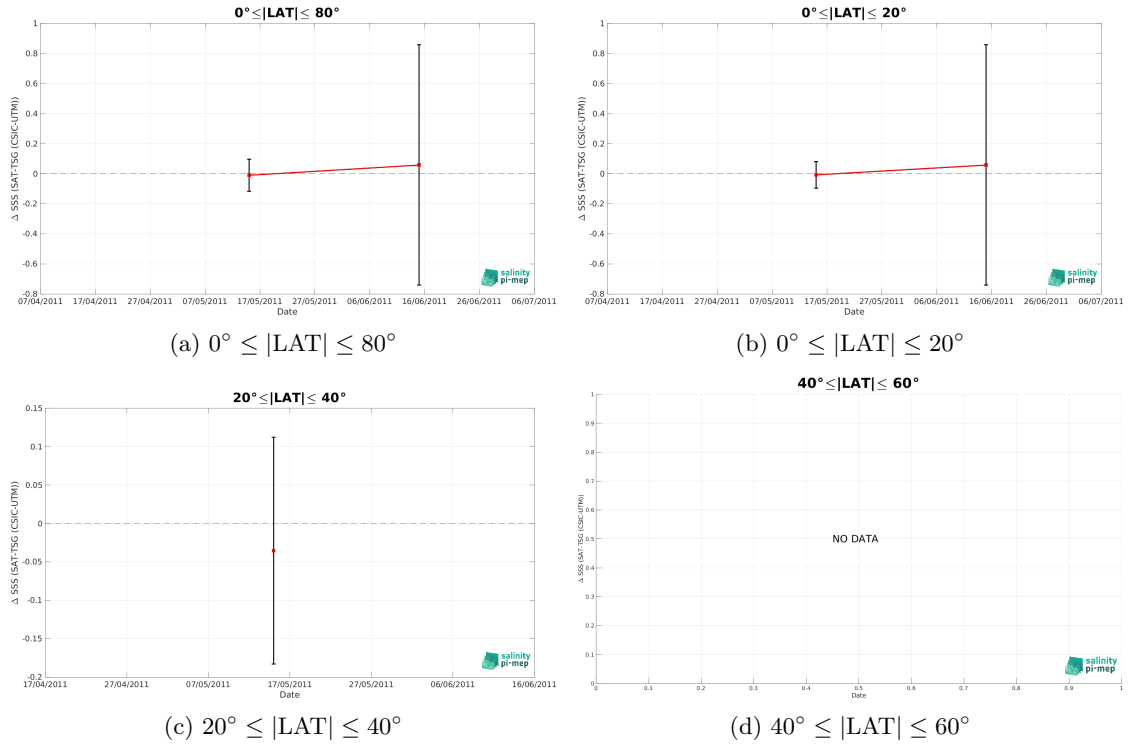 0°≤|LAT|≤ 80°
1
0.8
0.6
0.4
0.2
0
-0.2
-0.4
-0.6
-0.8
Δ SSS (SAT-TSG (CSIC-UTM))
07/04/2011 17/04/2011 27/04/2011 07/05/2011 17/05/2011 27/05/2011 06/06/2011 16/06/2011 26/06/2011 06/07/2011
Date
salinity
pi-mep
(a) 0° ≤ |LAT| ≤ 80°
0°≤|LAT|≤ 20°
1
0.8
0.6
0.4
0.2
0
-0.2
-0.4
-0.6
-0.8
Δ SSS (SAT-TSG (CSIC-UTM))
07/04/2011 17/04/2011 27/04/2011 07/05/2011 17/05/2011 27/05/2011 06/06/2011 16/06/2011 26/06/2011 06/07/2011
Date
salinity
pi-mep
(b) 0° ≤ |LAT| ≤ 20°
20°≤|LAT|≤ 40°
0.15
0.1
0.05
0
-0.05
-0.1
-0.15
-0.2
Δ SSS (SAT-TSG (CSIC-UTM))
17/04/2011 27/04/2011 07/05/2011 17/05/2011 27/05/2011 06/06/2011 16/06/2011
Date
salinity
pi-mep
(c) 20° ≤ |LAT| ≤ 40°
40°≤|LAT|≤ 60°
1
0.9
0.8
0.7
0.6
0.5
0.4
0.3
0.2
0.1
0
Δ SSS (SAT-TSG (CSIC-UTM))
NO DATA
0 0.1 0.2 0.3 0.4 0.5 0.6 0.7 0.8 0.9 1
Date
salinity
pi-mep
(d) 40° ≤ |LAT| ≤ 60°